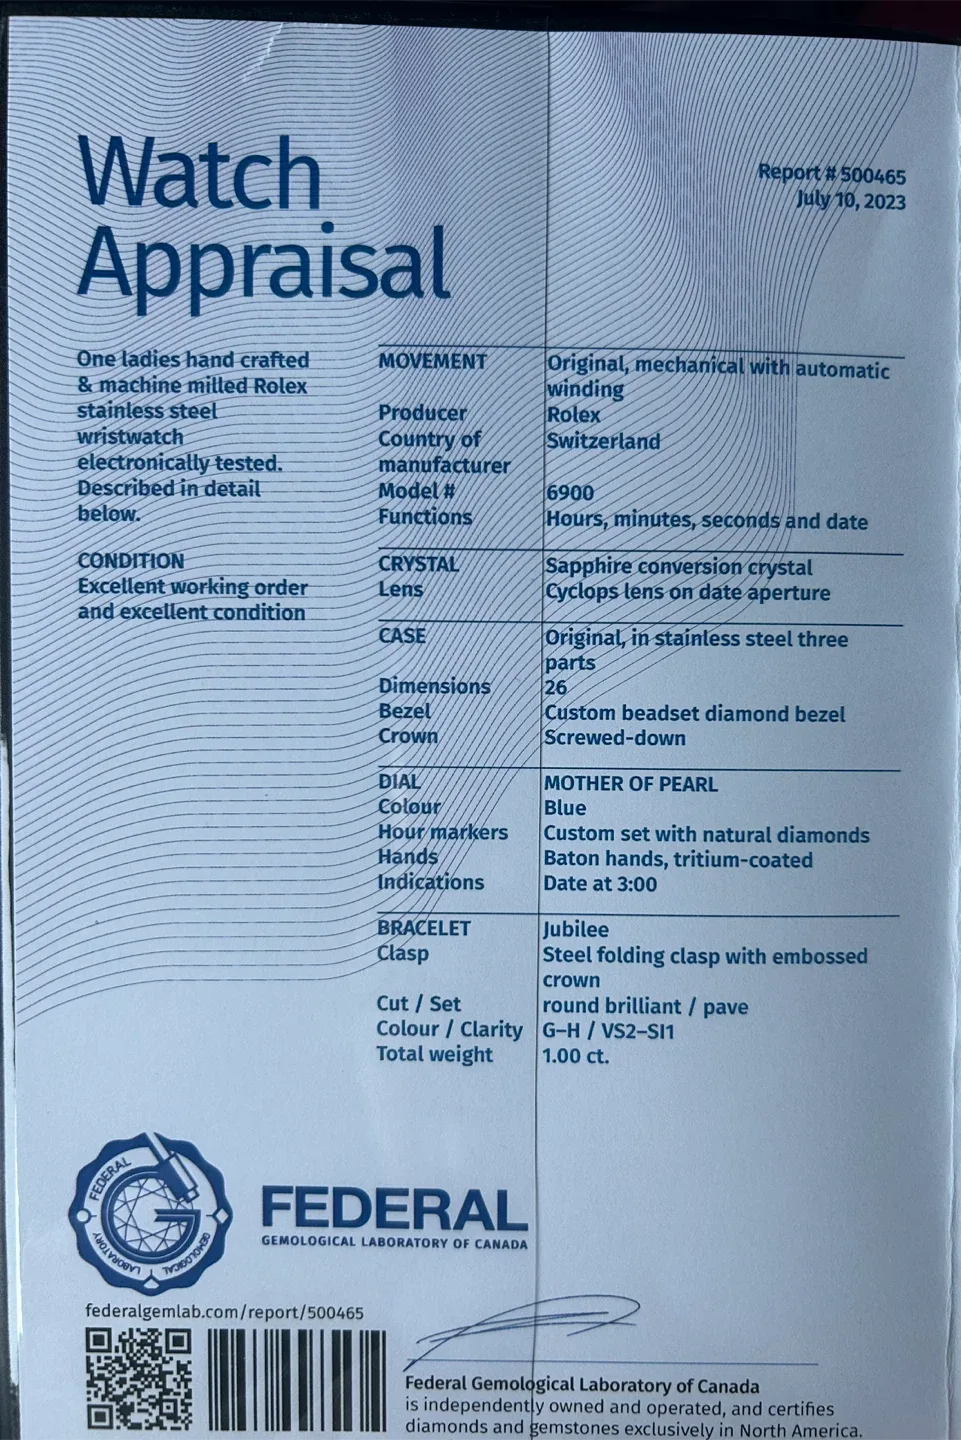 Watch
Appraisal
Report # 500465
July 10, 2023
One ladies hand crafted
& machine milled Rolex
stainless steel
wristwatch
electronically tested.
Described in detail
below.
CONDITION
Excellent working order
and excellent condition
MOVEMENT Original, mechanical with automatic
winding
Producer Rolex
Country of Switzerland
manufacturer
Model # 6900
Functions Hours, minutes, seconds and date
CRYSTAL Sapphire conversion crystal
Lens Cyclops lens on date aperture
CASE Original, in stainless steel three
parts
Dimensions 26
Bezel Custom beadset diamond bezel
Crown Screwed-down
DIAL MOTHER OF PEARL
Colour Blue
Hour markers Custom set with natural diamonds
Hands Baton hands, tritium-coated
Indications Date at 3:00
BRACELET Jubilee
Clasp Steel folding clasp with embossed
crown
Cut / Set round brilliant / pave
Colour / Clarity G–H / VS2–SI1
Total weight 1.00 ct.
FEDERAL
GEMOLOGICAL
LABORATORY
G
FEDERAL
GEMOLOGICAL LABORATORY OF CANADA
federalgemlab.com/report/500465
Federal Gemological Laboratory of Canada
is independently owned and operated, and certifies
diamonds and gemstones exclusively in North America.